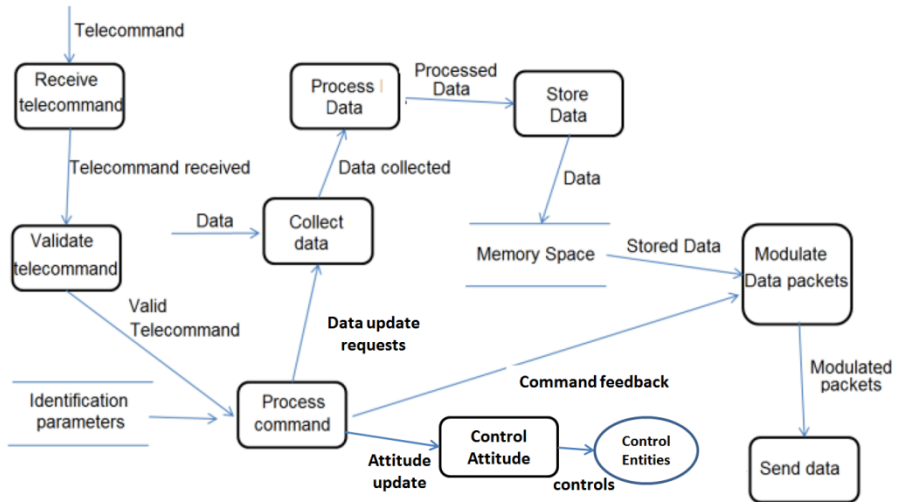 Telecommand
Receive
telecommand
Telecommand received
Validate
telecommand
Valid
Telecommand
Identification
parameters
Process
command
Data update
requests
Data
Collect
data
Data collected
Process
Data
Processed
Data
Store
Data
Data
Memory Space
Stored Data
Modulate
Data packets
Command feedback
Modulated
packets
Send data
Attitude
update
Control
Attitude
controls
Control
Entities